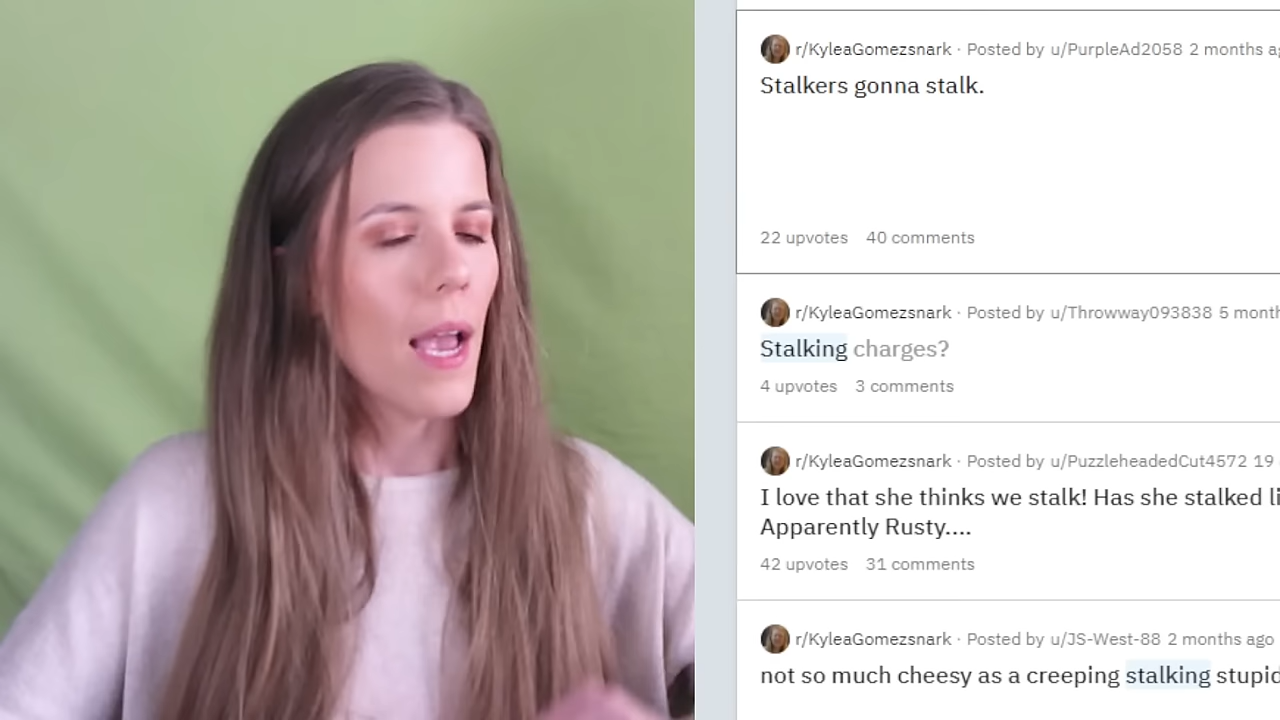 r/KyleaGomezsnark · Posted by u/PurpleAd2058 2 months
Stalkers gonna stalk.
22 upvotes 40 comments
r/KyleaGomezsnark · Posted by u/Throwway093838 5
Stalking charges?
4 upvotes 3 comments
r/KyleaGomezsnark · Posted by u/PuzzleheadedCut4572 19
I love that she thinks we stalk! Has she stalked
Apparently Rusty....
42 upvotes 31 comments
r/KyleaGomezsnark · Posted by u/JS-West-88 2 months ago
not so much cheesy as a creeping stalking stupid